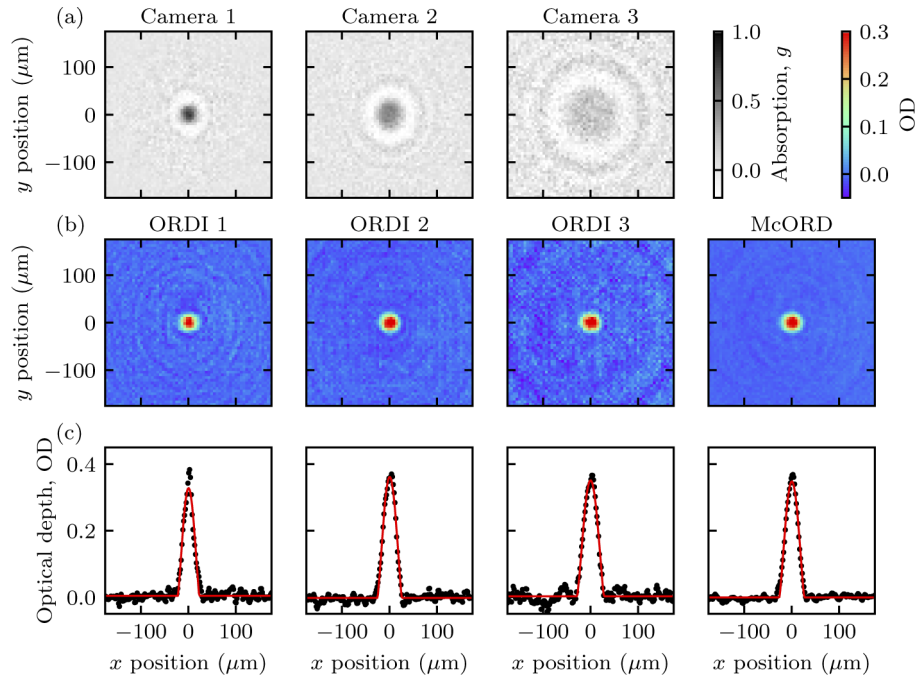 (a) Camera 1 Camera 2 Camera 3
y position (μm)
100
0
−100
1.0
0.5
0.0
Absorption, g
0.3
0.2
0.1
0.0
OD
(b) ORDI 1 ORDI 2 ORDI 3 McORD
y position (μm)
100
0
−100
(c)
Optical depth, OD
0.4
0.2
0.0
−100 0 100 −100 0 100 −100 0 100 −100 0 100
x position (μm) x position (μm) x position (μm) x position (μm)